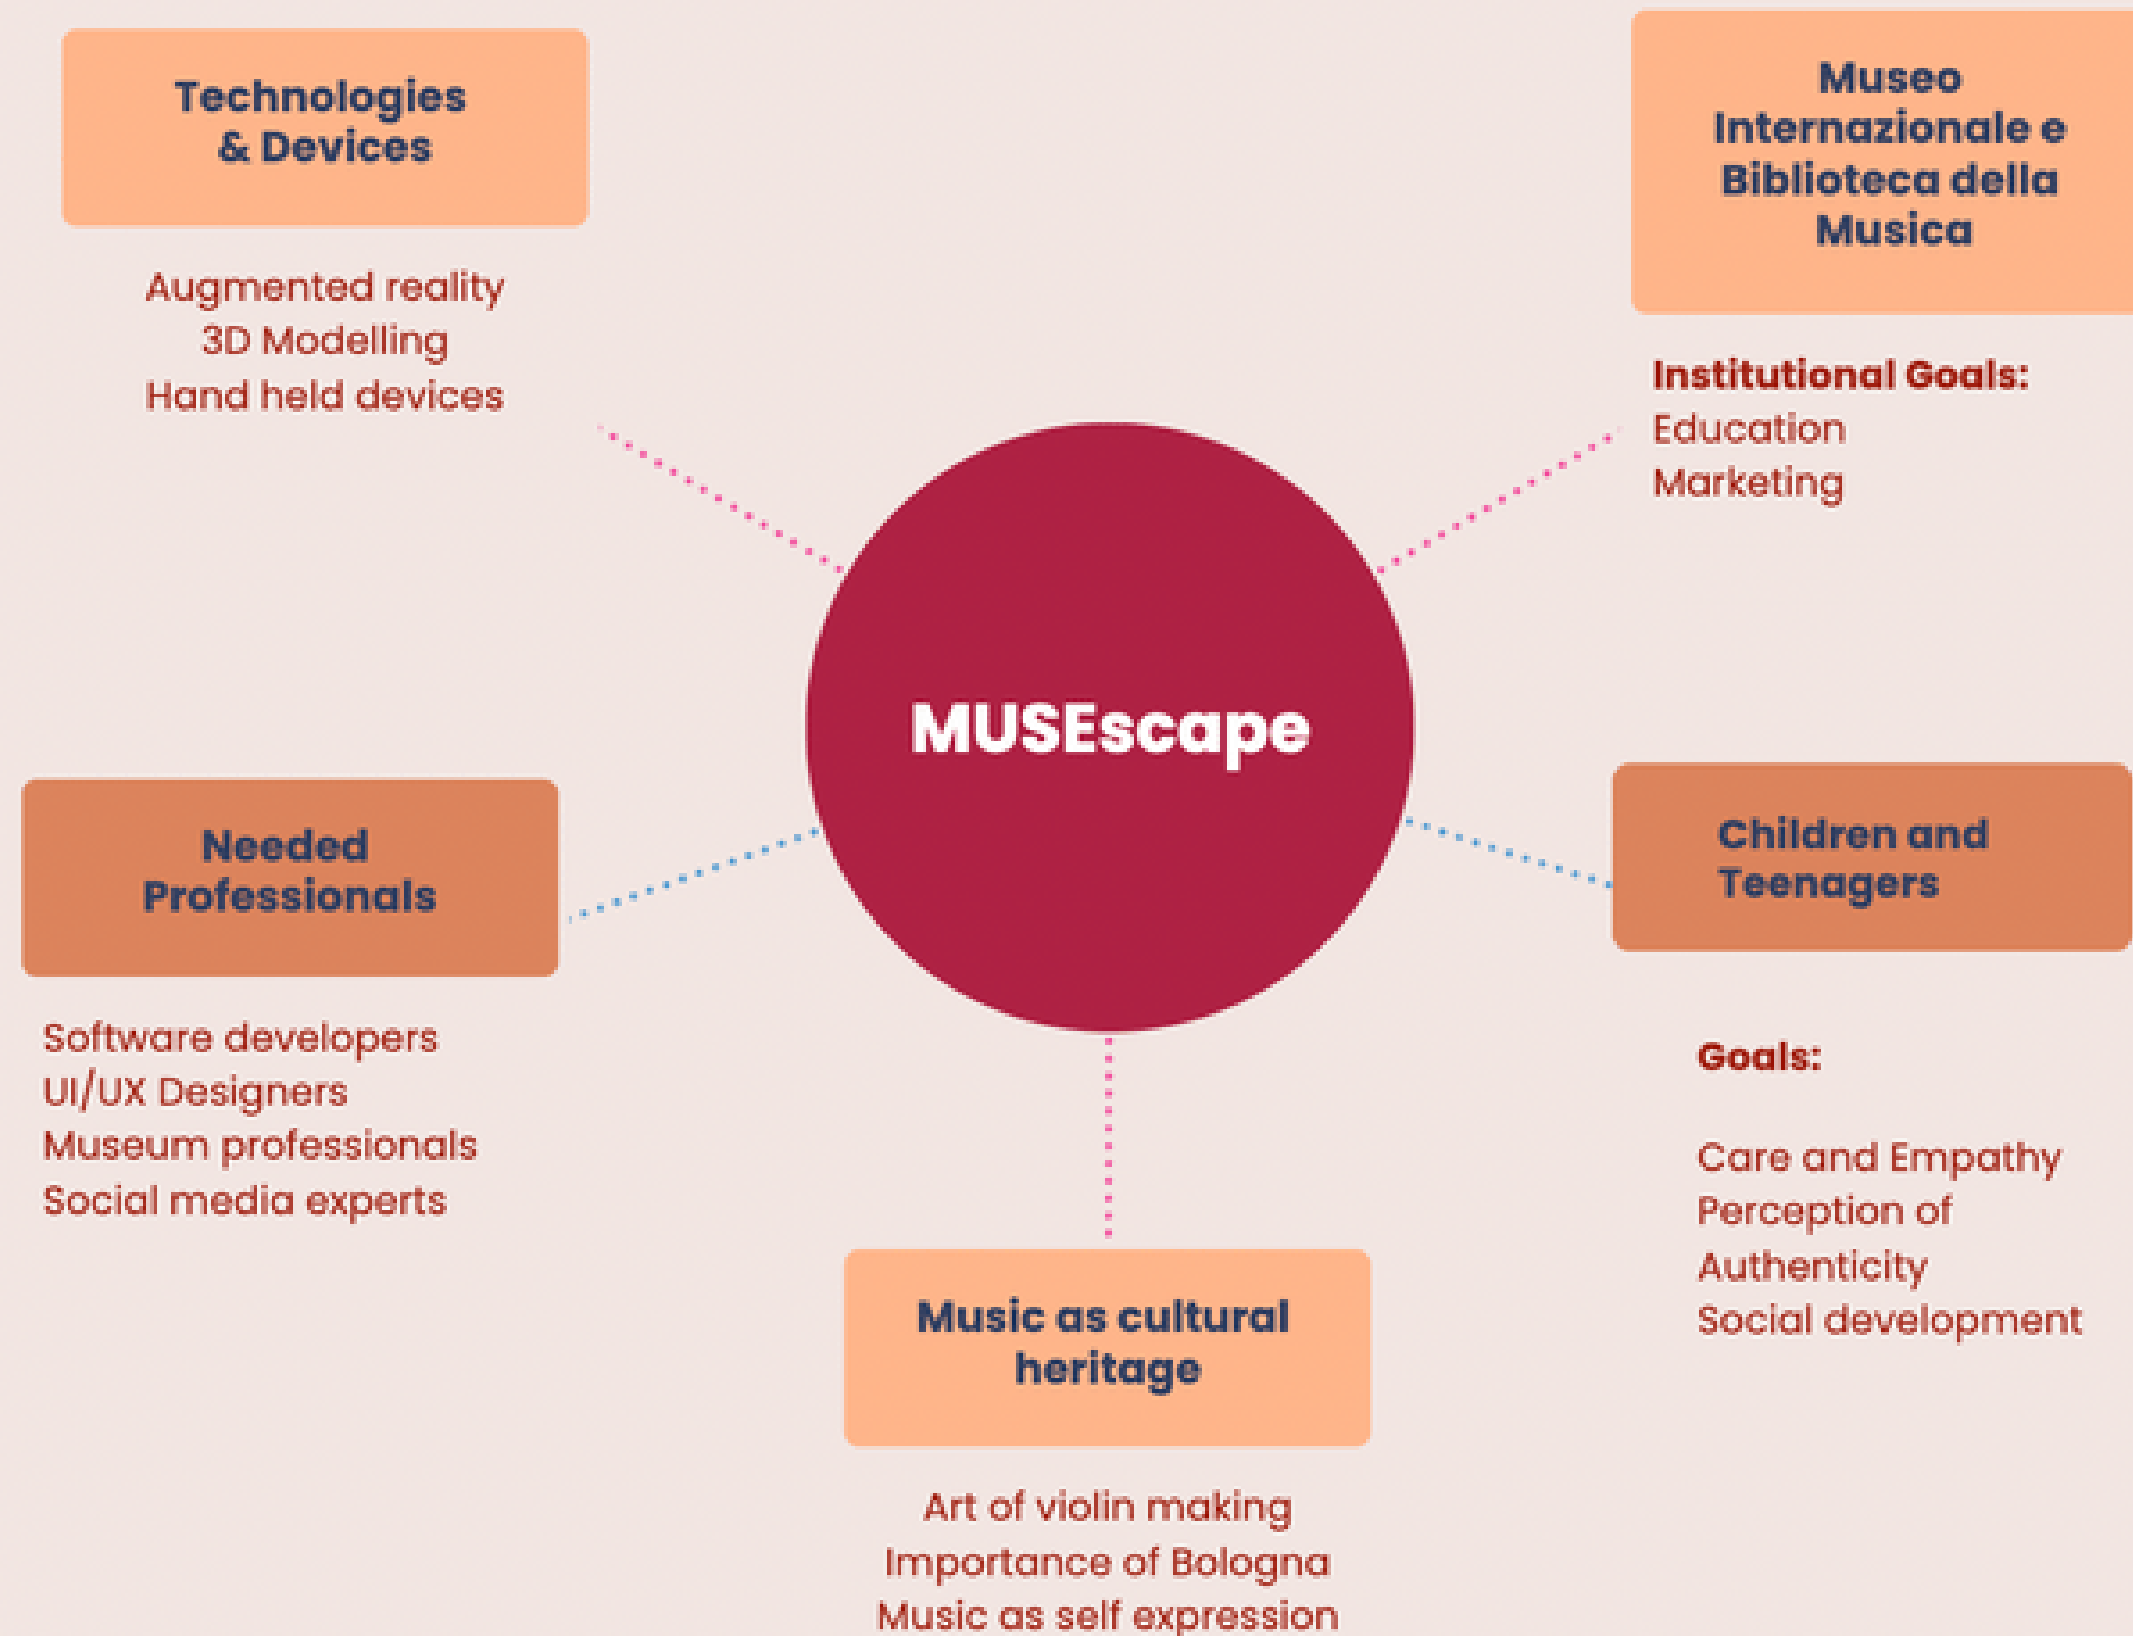 Technologies
& Devices
Augmented reality
3D Modelling
Hand held devices
Museo
Internazionale e
Biblioteca della
Musica
Institutional Goals:
Education
Marketing
MUSEscape
Needed
Professionals
Software developers
UI/UX Designers
Museum professionals
Social media experts
Children and
Teenagers
Goals:
Care and Empathy
Perception of
Authenticity
Social development
Music as cultural
heritage
Art of violin making
Importance of Bologna
Music as self expression